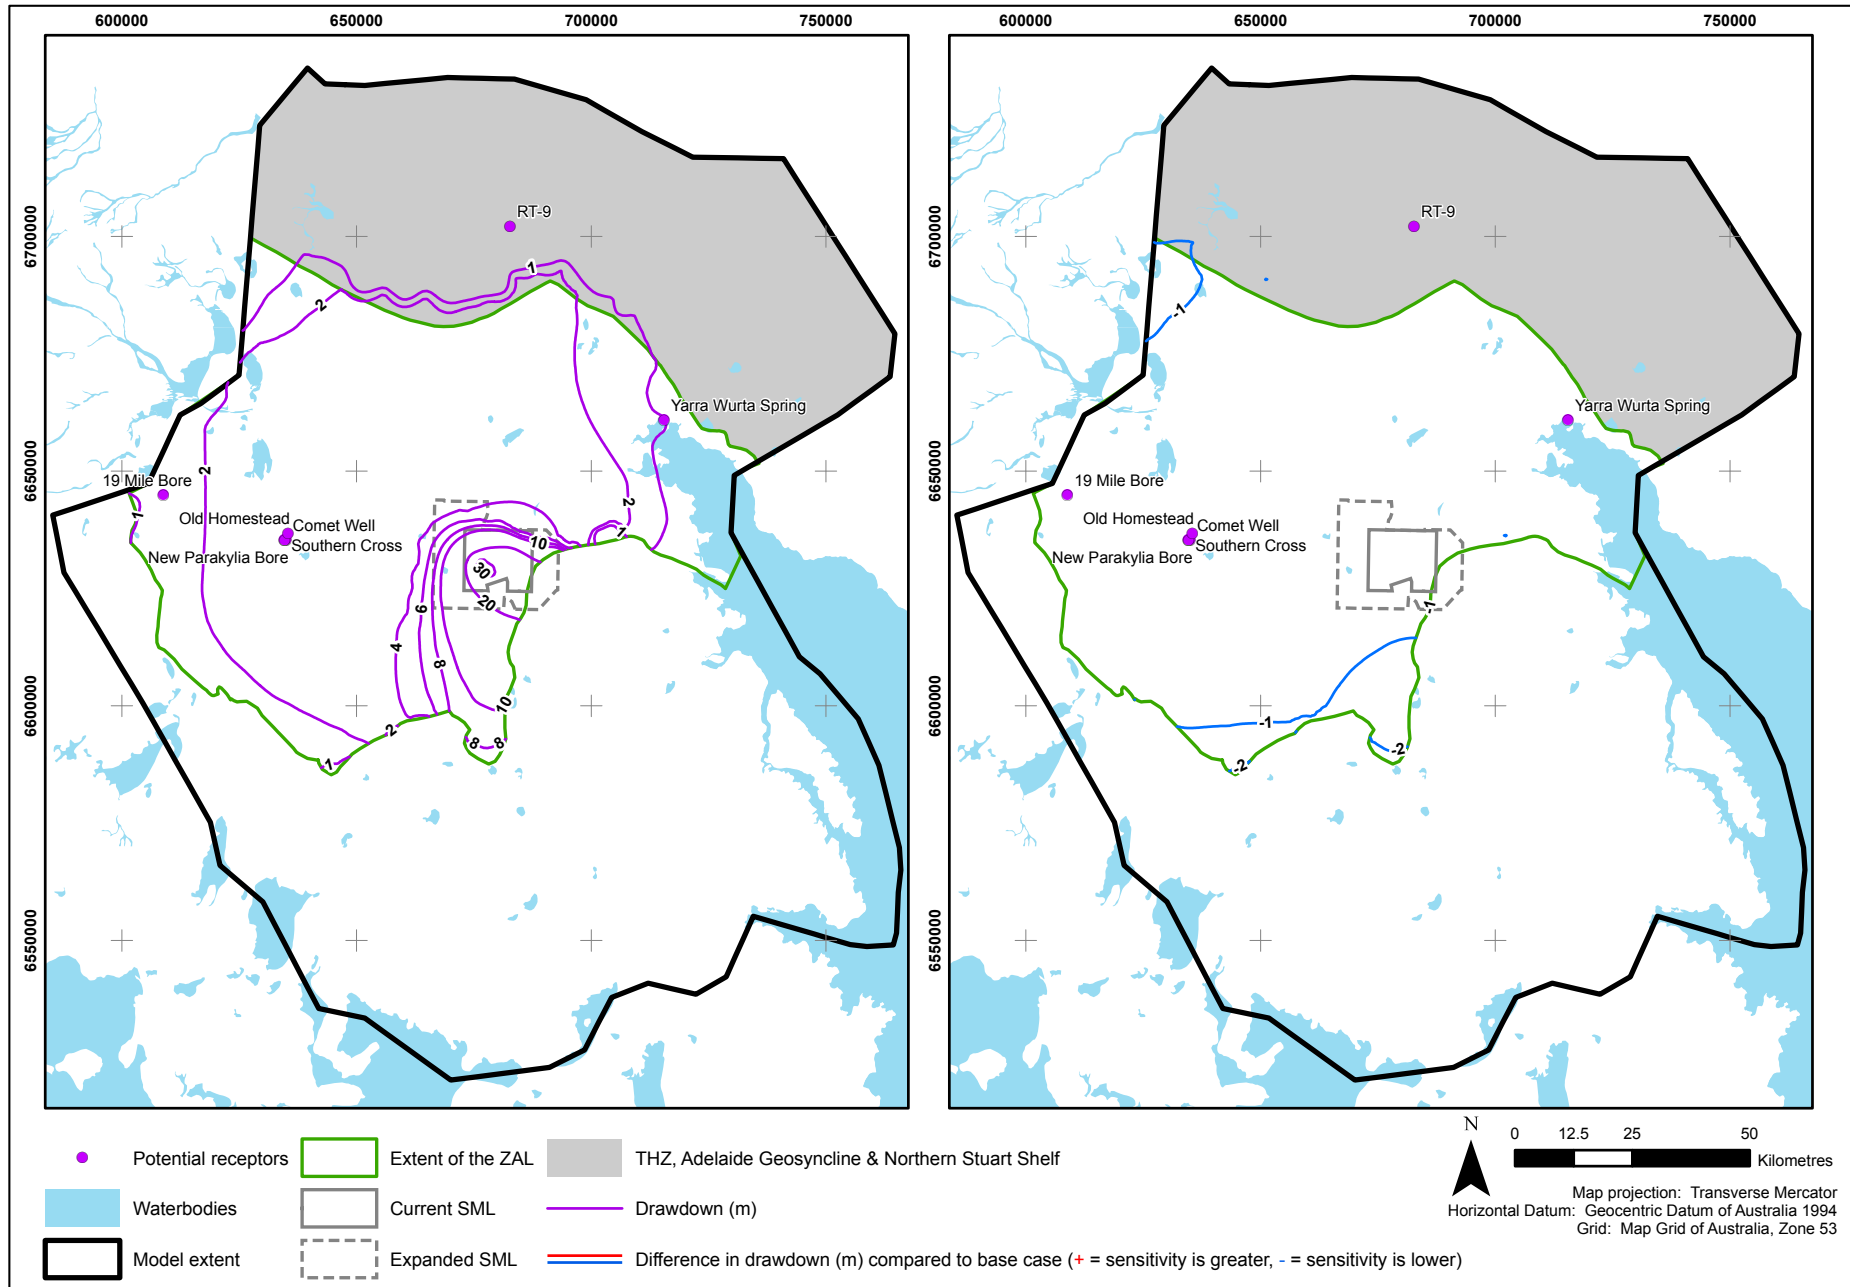 600000 650000 700000 750000 600000 650000 700000 750000
6700000
6650000
6600000
6550000
RT-9
1
2
Yarra Wurta Spring
2
19 Mile Bore
1
Old Homestead
Comet Well
New Parakylia Bore
Southern Cross
2
1
10
30
20
6
4
8
10
2
8 8
1
6700000
6650000
6600000
6550000
RT-9
-1
Yarra Wurta Spring
19 Mile Bore
Old Homestead
Comet Well
New Parakylia Bore
Southern Cross
-1
-1
-2
-2
Potential receptors
Extent of the ZAL
THZ, Adelaide Geosyncline & Northern Stuart Shelf
Waterbodies
Current SML
Drawdown (m)
Model extent
Expanded SML
Difference in drawdown (m) compared to base case (+ = sensitivity is greater, - = sensitivity is lower)
N
0 12.5 25 50
Kilometres
Map projection: Transverse Mercator
Horizontal Datum: Geocentric Datum of Australia 1994
Grid: Map Grid of Australia, Zone 53